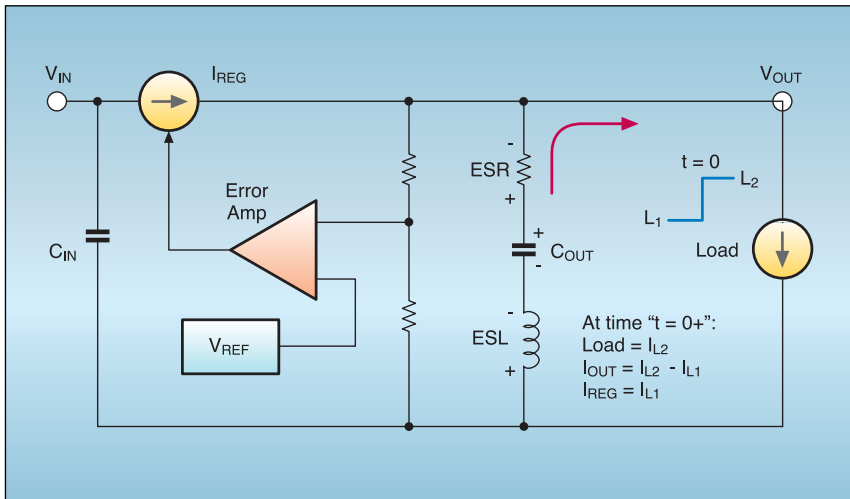 VIN
IREG
VOUT
ESR
-
+
t = 0
L2
L1
Error
Amp
CIN
+
COUT
-
Load
VREF
ESL
-
+
At time “t = 0+”:
Load = IL2
IOUT = IL2 - IL1
IREG = IL1